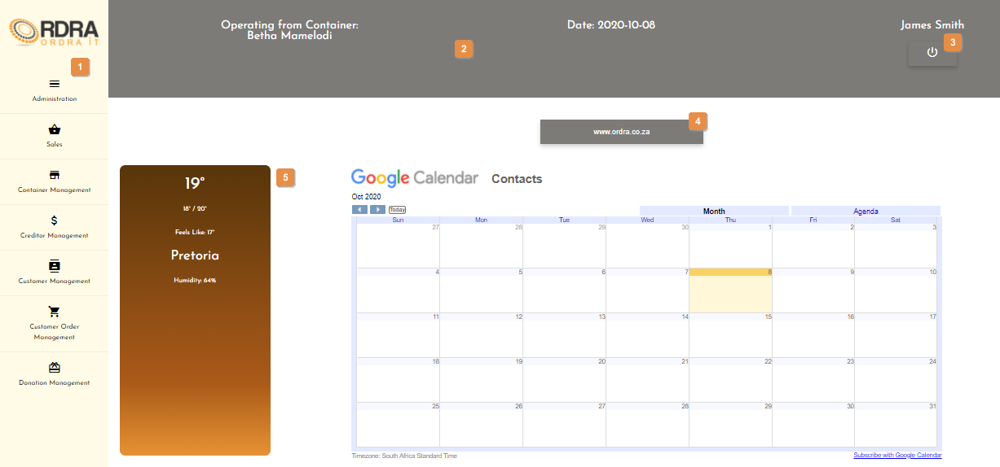 ORDRA
ORDRA IT
1
Administration
Sales
Container Management
Creditor Management
Customer Management
Customer Order
Management
Donation Management
Operating from Container:
Betha Mamelodi
2
Date: 2020-10-08
James Smith
3
www.ordra.co.za
4
19°
18° / 20°
Feels Like: 17°
Pretoria
Humidity: 64%
5
Google Calendar Contacts
Oct 2020
Today
Month Agenda
Sun Mon Tue Wed Thu Fri Sat
27 28 29 30 1 2 3
4 5 6 7 8 9 10
11 12 13 14 15 16 17
18 19 20 21 22 23 24
25 26 27 28 29 30 31
Timezone: South Africa Standard Time
Subscribe with Google Calendar